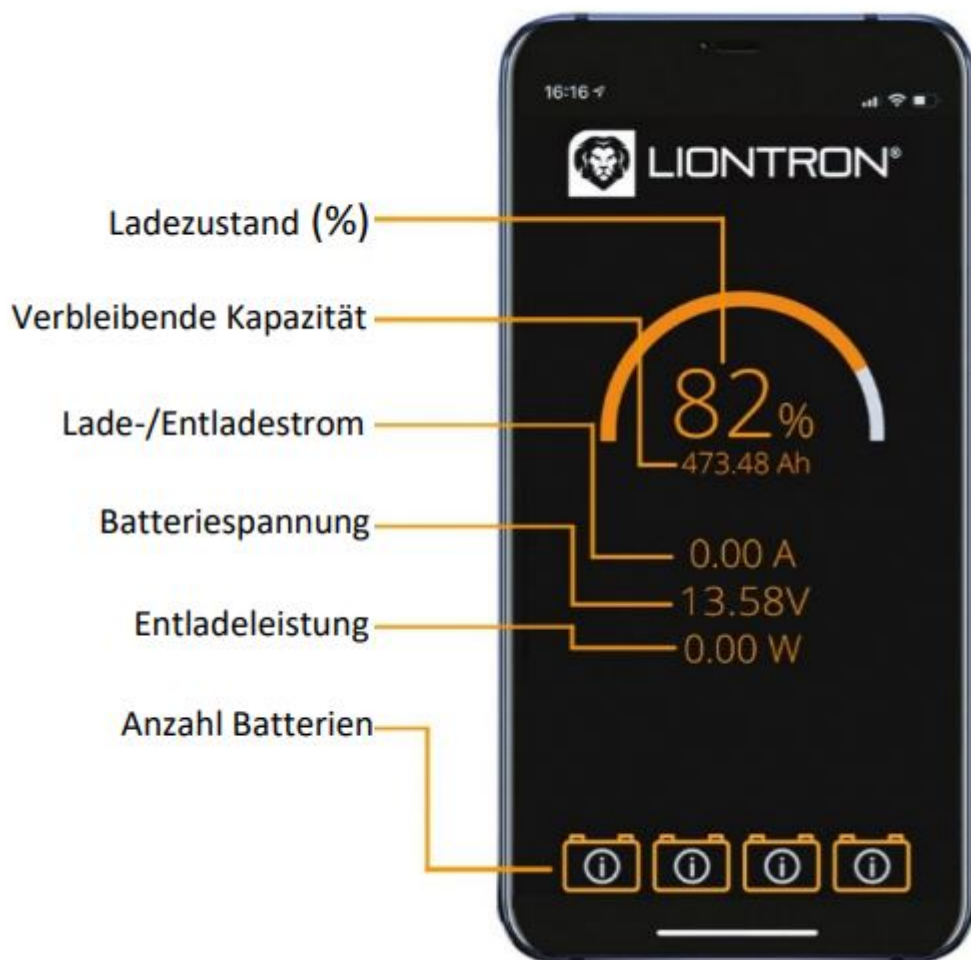 16:16
LIONTRON®
Ladezustand (%)
Verbleibende Kapazität
82%
Lade-/Entladestrom
473.48 Ah
Batteriespannung
0.00 A
13.58V
Entladeleistung
0.00 W
Anzahl Batterien
i i i i